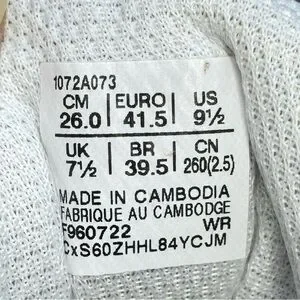 1072A073
CM EURO US
26.0 41.5 9½
UK BR CN
7½ 39.5 260(2.5)
MADE IN CAMBODIA
FABRIQUE AU CAMBODGE
F960722 WR
CxS60ZHHL84YCJM